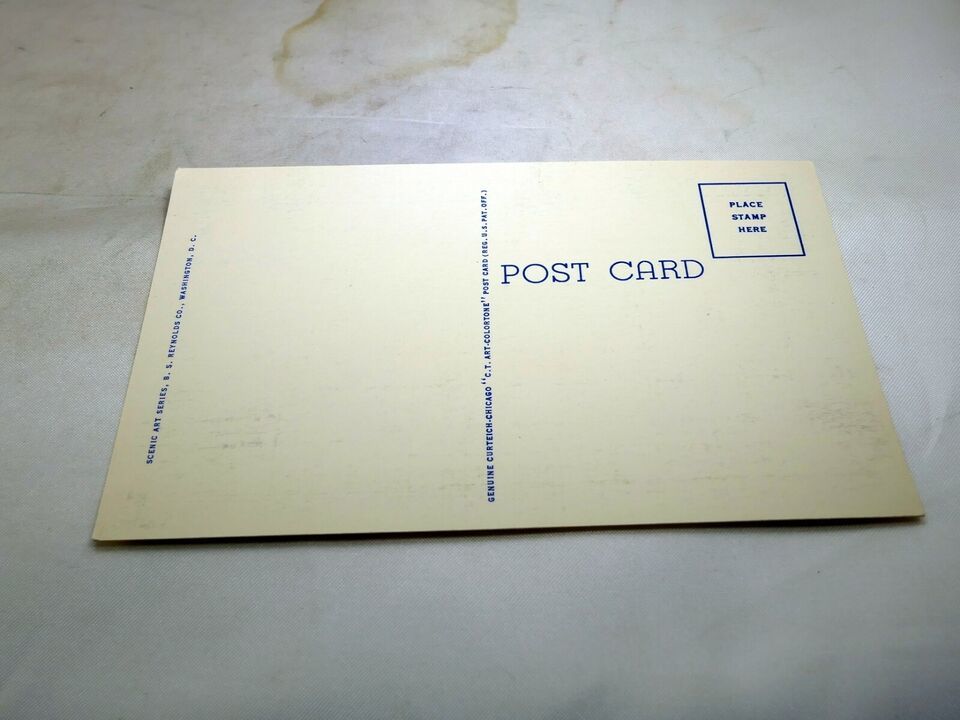 SCENIC ART SERIES, B. S. REYNOLDS CO., WASHINGTON, D. C.
GENUINE CURTEICH-CHICAGO "C.T. ART-COLORTONE" POST CARD (REG. U.S. PAT. OFF.)
POST CARD
PLACE
STAMP
HERE